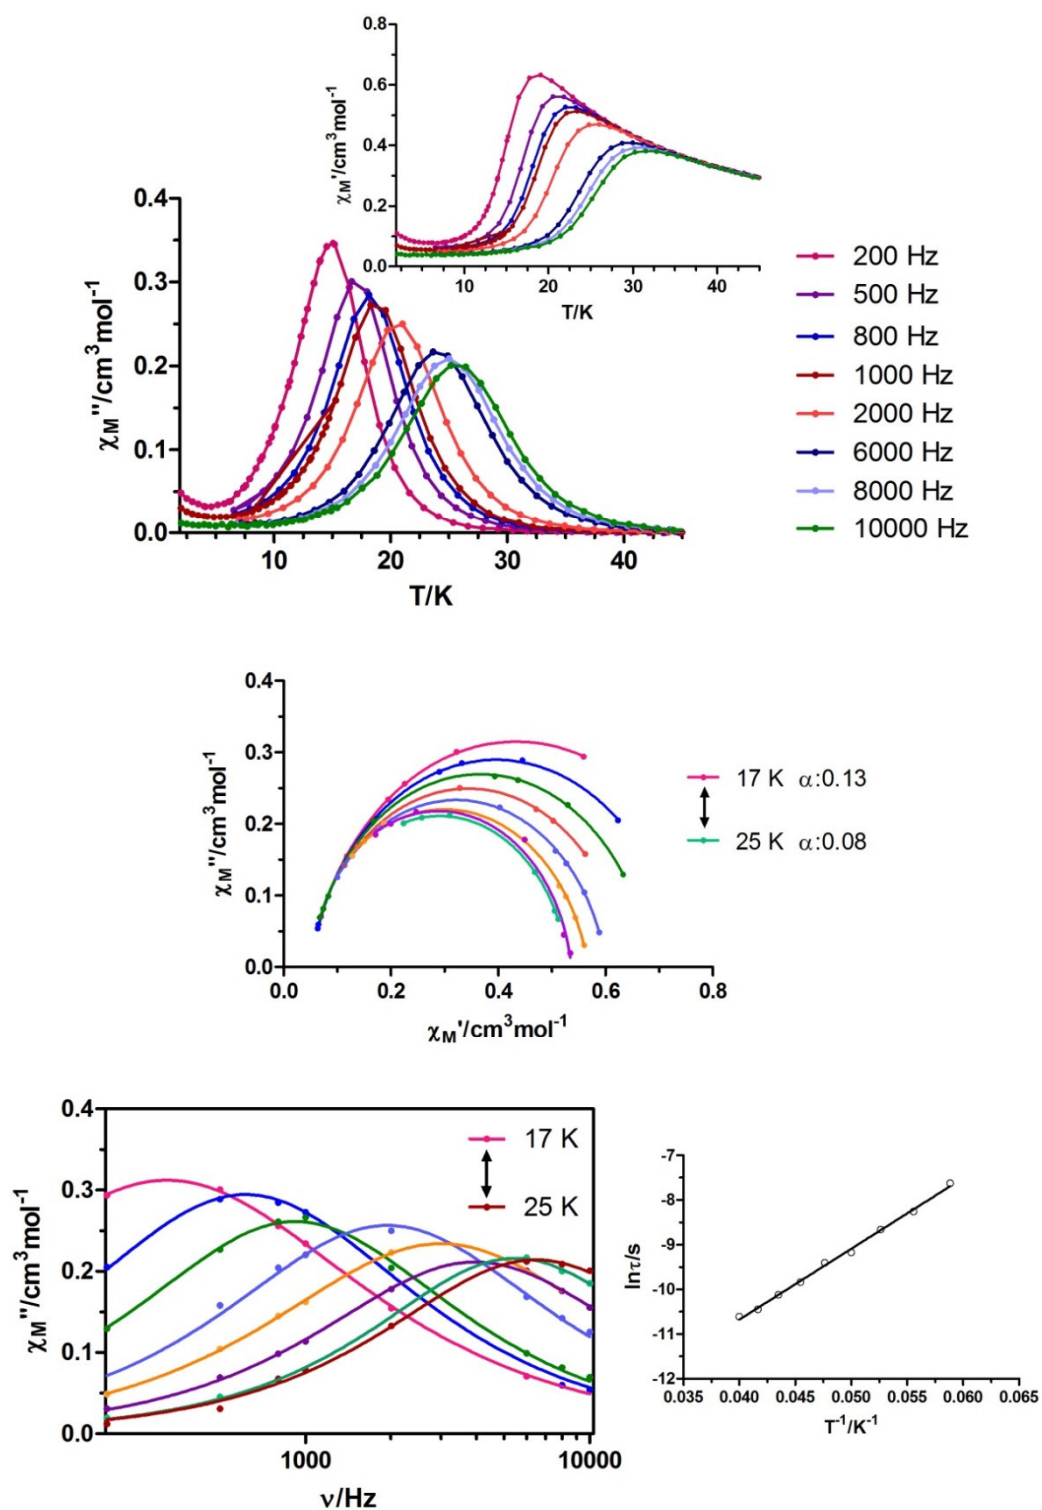 0.8
0.6
0.4
0.2
0.0
χM'/cm3mol-1
10 20 30 40
T/K
0.4
0.3
0.2
0.1
0.0
χM''/cm3mol-1
10 20 30 40
T/K
200 Hz
500 Hz
800 Hz
1000 Hz
2000 Hz
6000 Hz
8000 Hz
10000 Hz
0.4
0.3
0.2
0.1
0.0
χM''/cm3mol-1
0.0 0.2 0.4 0.6 0.8
χM'/cm3mol-1
17 K α:0.13
25 K α:0.08
0.4
0.3
0.2
0.1
0.0
χM''/cm3mol-1
17 K
25 K
1000 10000
ν/Hz
-7
-8
-9
-10
-11
-12
lnτ/s
0.035 0.040 0.045 0.050 0.055 0.060 0.065
T-1/K-1